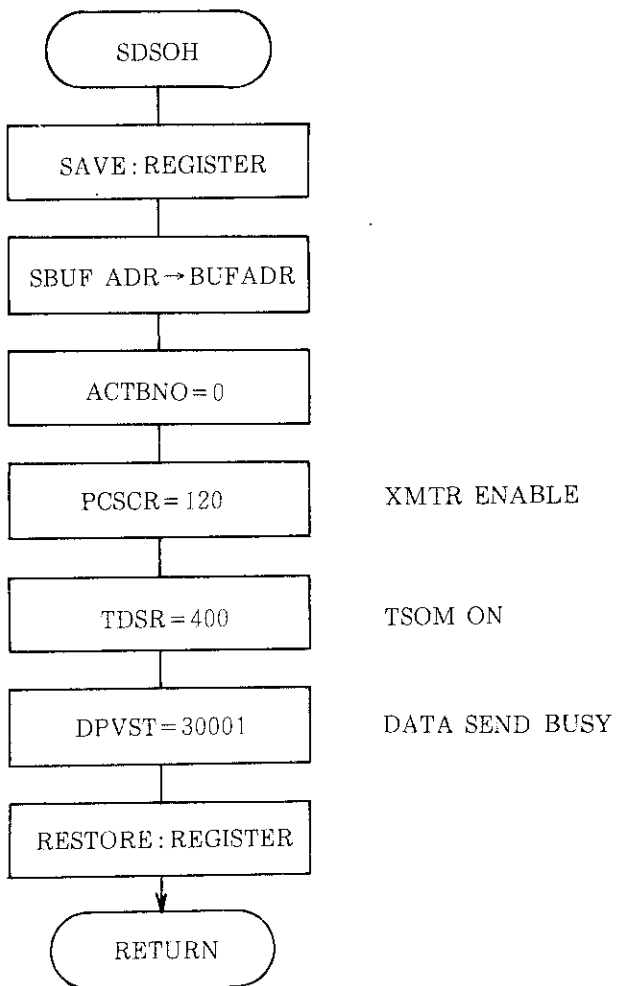 SDSOH
SAVE:REGISTER
SBUF ADR→BUFADR
ACTBNO=0
PCSCR=120 XMTR ENABLE
TDSR=400 TSOM ON
DPVST=30001 DATA SEND BUSY
RESTORE:REGISTER
RETURN